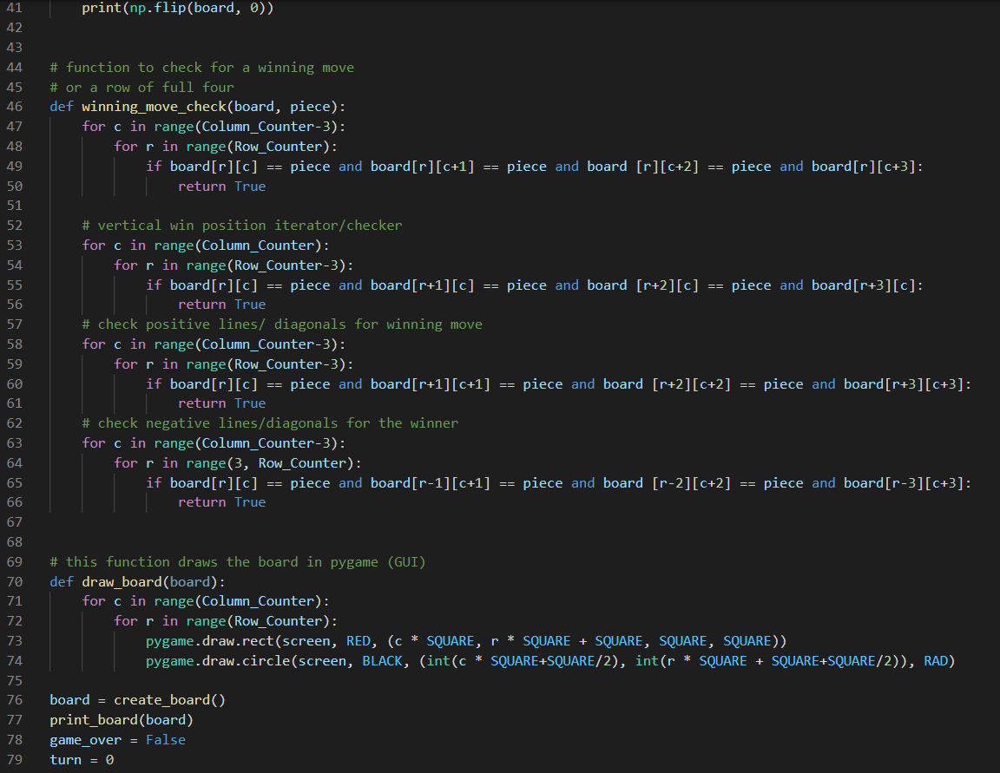 41 print(np.flip(board, 0))
42
43
44 # function to check for a winning move
45 # or a row of full four
46 def winning_move_check(board, piece):
47 for c in range(Column_Counter-3):
48 for r in range(Row_Counter):
49 if board[r][c] == piece and board[r][c+1] == piece and board [r][c+2] == piece and board[r][c+3]:
50 return True
51
52 # vertical win position iterator/checker
53 for c in range(Column_Counter):
54 for r in range(Row_Counter-3):
55 if board[r][c] == piece and board[r+1][c] == piece and board [r+2][c] == piece and board[r+3][c]:
56 return True
57 # check positive lines/ diagonals for winning move
58 for c in range(Column_Counter-3):
59 for r in range(Row_Counter-3):
60 if board[r][c] == piece and board[r+1][c+1] == piece and board [r+2][c+2] == piece and board[r+3][c+3]:
61 return True
62 # check negative lines/diagonals for the winner
63 for c in range(Column_Counter-3):
64 for r in range(3, Row_Counter):
65 if board[r][c] == piece and board[r-1][c+1] == piece and board [r-2][c+2] == piece and board[r-3][c+3]:
66 return True
67
68
69 # this function draws the board in pygame (GUI)
70 def draw_board(board):
71 for c in range(Column_Counter):
72 for r in range(Row_Counter):
73 pygame.draw.rect(screen, RED, (c * SQUARE, r * SQUARE + SQUARE, SQUARE, SQUARE))
74 pygame.draw.circle(screen, BLACK, (int(c * SQUARE+SQUARE/2), int(r * SQUARE + SQUARE+SQUARE/2)), RAD)
75
76 board = create_board()
77 print_board(board)
78 game_over = False
79 turn = 0